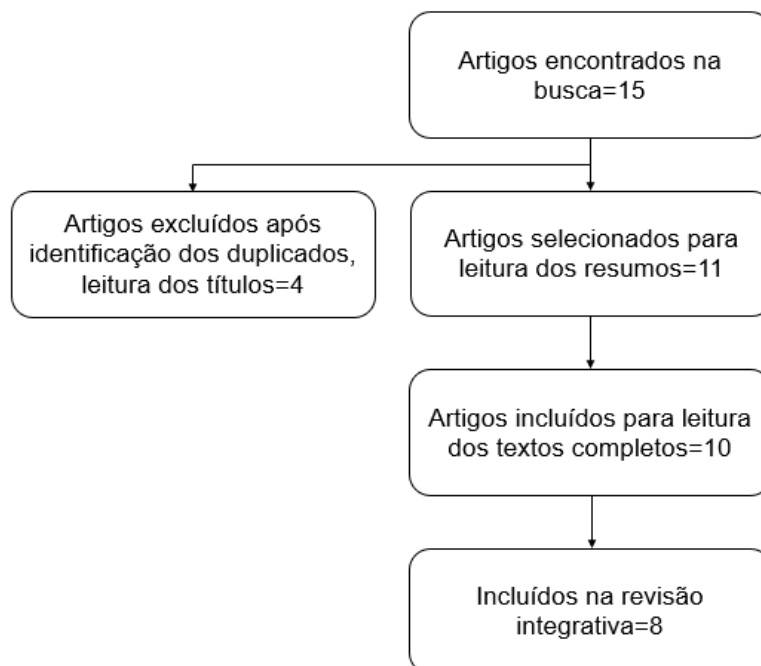 Artigos encontrados na
busca=15
Artigos excluídos após
identificação dos duplicados,
leitura dos títulos=4
Artigos selecionados para
leitura dos resumos=11
Artigos incluídos para leitura
dos textos completos=10
Incluídos na revisão
integrativa=8